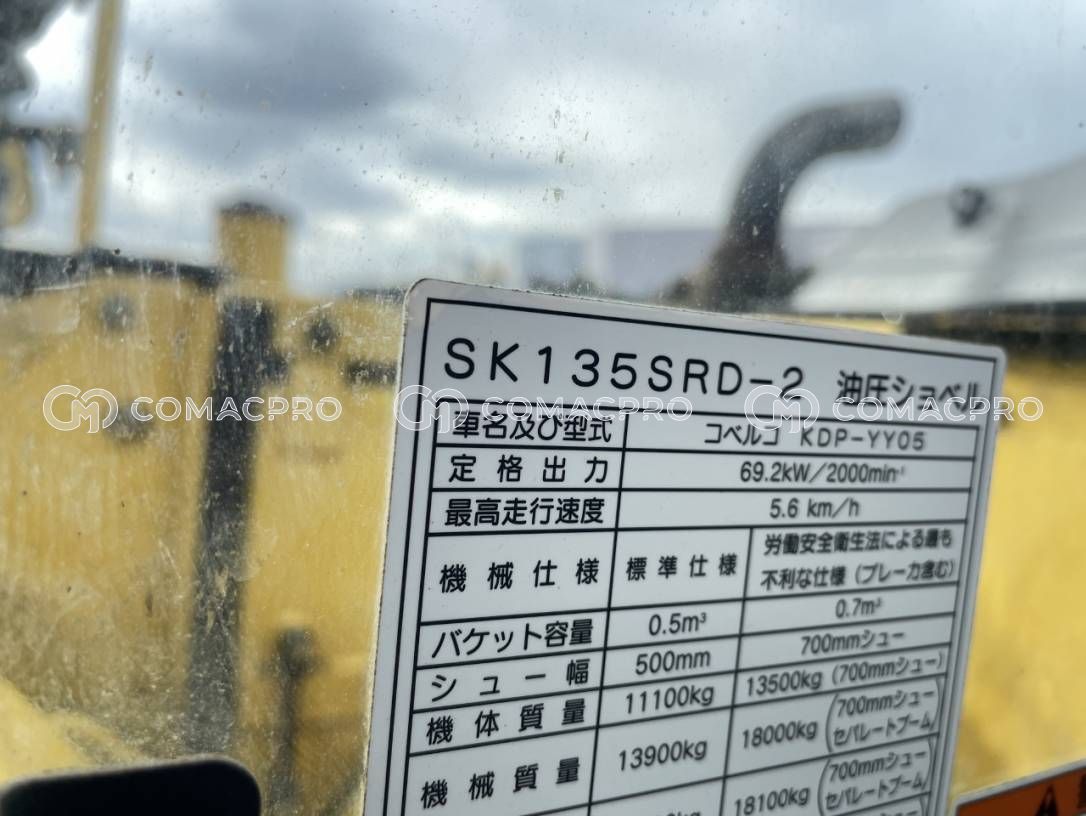 SK135SRD-2 油圧ショベル
COMACPRO COMACPRO COMACPRO
車名及び型式 コベルコ KDP-YY05
定格出力 69.2kW/2000min⁻¹
最高走行速度 5.6 km/h
機械仕様 標準仕様 労働安全衛生法による最も
不利な仕様(ブレーカ含む)
バケット容量 0.5m³ 0.7m³
シュー幅 500mm 700mmシュー
機体質量 11100kg 13500kg (700mmシュー)
機械質量 13900kg 18000kg (700mmシュー
セパレートブーム)
18100kg (700mmシュー
セパレートブーム)